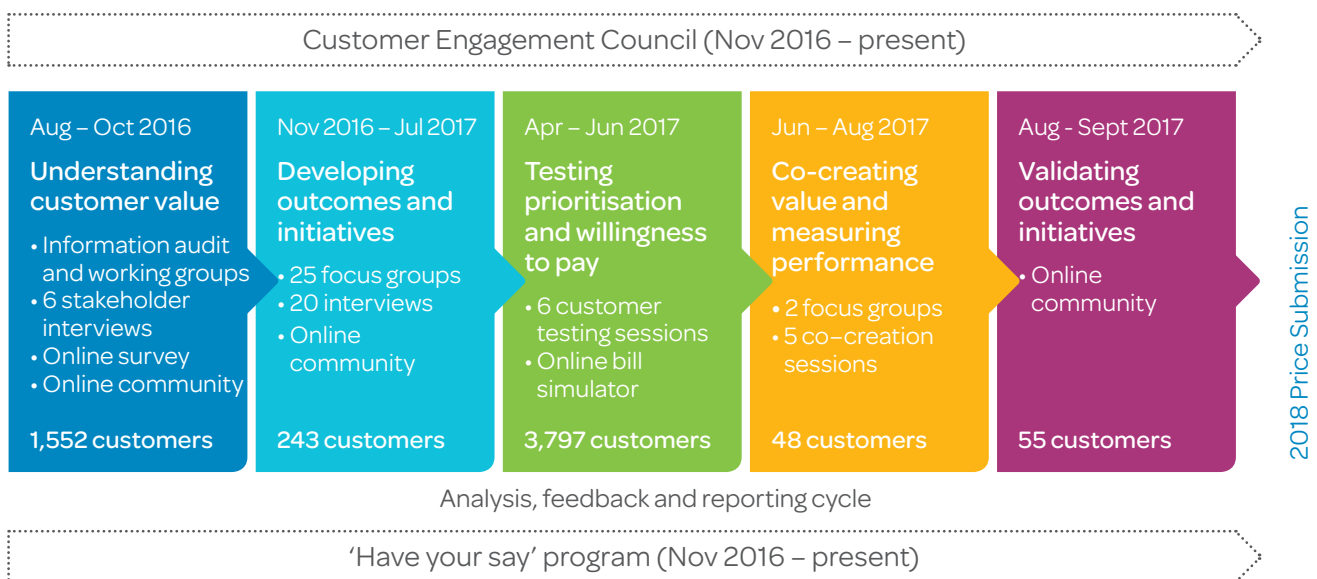 Customer Engagement Council (Nov 2016 – present)
Aug – Oct 2016
Understanding
customer value
• Information audit
and working groups
• 6 stakeholder
interviews
• Online survey
• Online community
1,552 customers
Nov 2016 – Jul 2017
Developing
outcomes and
initiatives
• 25 focus groups
• 20 interviews
• Online
community
243 customers
Apr – Jun 2017
Testing
prioritisation
and willingness
to pay
• 6 customer
testing sessions
• Online bill
simulator
3,797 customers
Jun – Aug 2017
Co-creating
value and
measuring
performance
• 2 focus groups
• 5 co–creation
sessions
48 customers
Aug - Sept 2017
Validating
outcomes and
initiatives
• Online
community
55 customers
2018 Price Submission
Analysis, feedback and reporting cycle
‘Have your say’ program (Nov 2016 – present)